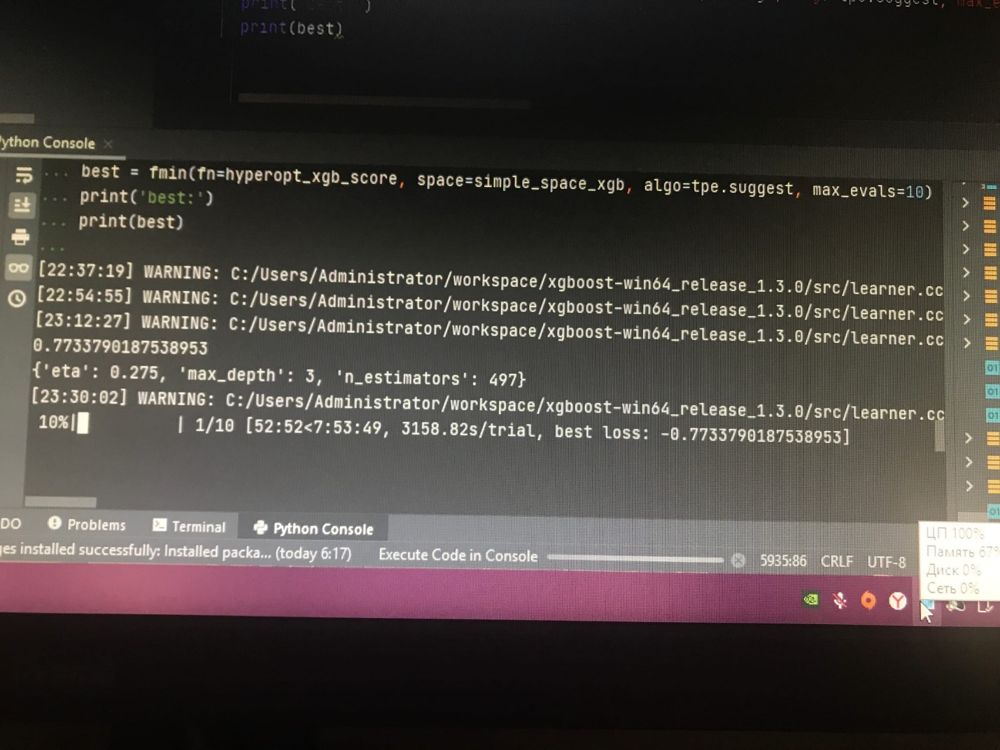 print(
)
print(best)
ython Console
... best = fmin(fn=hyperopt_xgb_score, space=simple_space_xgb, algo=tpe.suggest, max_evals=10)
... print('best:')
... print(best)
...
[22:37:19] WARNING: C:/Users/Administrator/workspace/xgboost-win64_release_1.3.0/src/learner.cc
[22:54:55] WARNING: C:/Users/Administrator/workspace/xgboost-win64_release_1.3.0/src/learner.cc
[23:12:27] WARNING: C:/Users/Administrator/workspace/xgboost-win64_release_1.3.0/src/learner.cc
0.7733790187538953
{'eta': 0.275, 'max_depth': 3, 'n_estimators': 497}
[23:30:02] WARNING: C:/Users/Administrator/workspace/xgboost-win64_release_1.3.0/src/learner.cc
10%| | 1/10 [52:52<7:53:49, 3158.82s/trial, best loss: -0.7733790187538953]
DO Problems Terminal Python Console
ges installed successfully: Installed packa... (today 6:17) Execute Code in Console 5935:86 CRLF UTF-8
ЦП 100%
Память 67%
Диск 0%
Сеть 0%